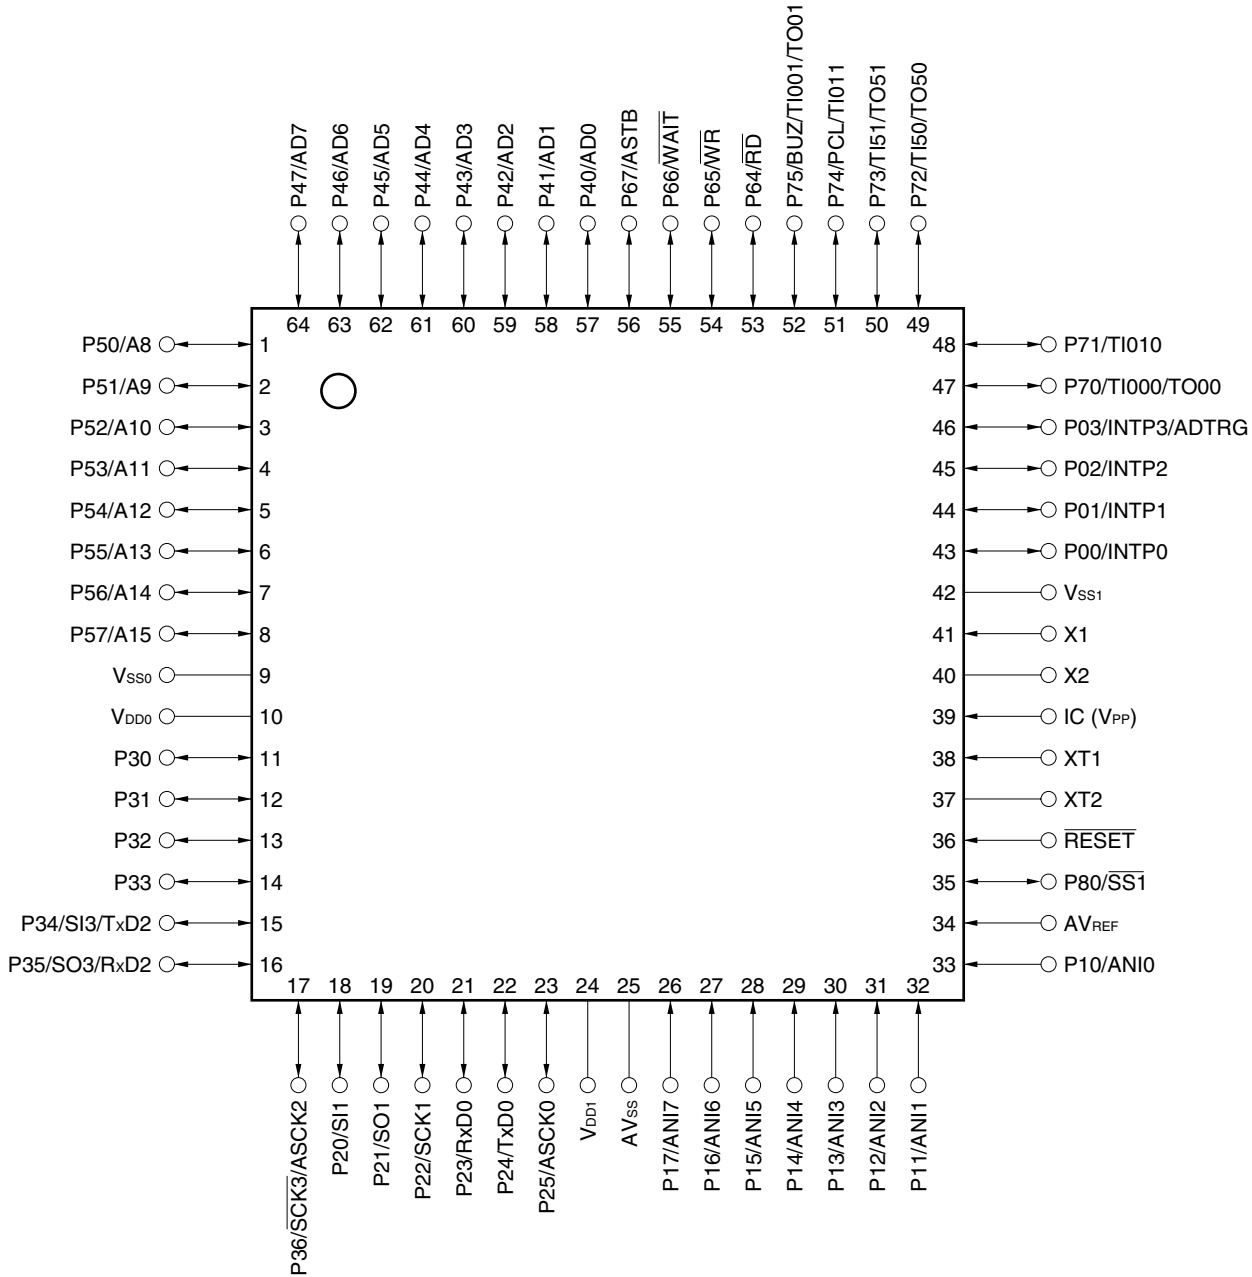 P47/AD7
P46/AD6
P45/AD5
P44/AD4
P43/AD3
P42/AD2
P41/AD1
P40/AD0
P67/ASTB
P66/WAIT
P65/WR
P64/RD
P75/BUZ/TI001/TO01
P74/PCL/TI011
P73/TI51/TO51
P72/TI50/TO50
64 63 62 61 60 59 58 57 56 55 54 53 52 51 50 49
P50/A8 1
P51/A9 2
P52/A10 3
P53/A11 4
P54/A12 5
P55/A13 6
P56/A14 7
P57/A15 8
VSS0 9
VDD0 10
P30 11
P31 12
P32 13
P33 14
P34/SI3/TxD2 15
P35/SO3/RxD2 16
48 P71/TI010
47 P70/TI000/TO00
46 P03/INTP3/ADTRG
45 P02/INTP2
44 P01/INTP1
43 P00/INTP0
42 VSS1
41 X1
40 X2
39 IC (VPP)
38 XT1
37 XT2
36 RESET
35 P80/SS1
34 AVREF
33 P10/ANI0
17 18 19 20 21 22 23 24 25 26 27 28 29 30 31 32
P36/SCK3/ASCK2
P20/SI1
P21/SO1
P22/SCK1
P23/RxD0
P24/TxD0
P25/ASCK0
VDD1
AVSS
P17/ANI7
P16/ANI6
P15/ANI5
P14/ANI4
P13/ANI3
P12/ANI2
P11/ANI1